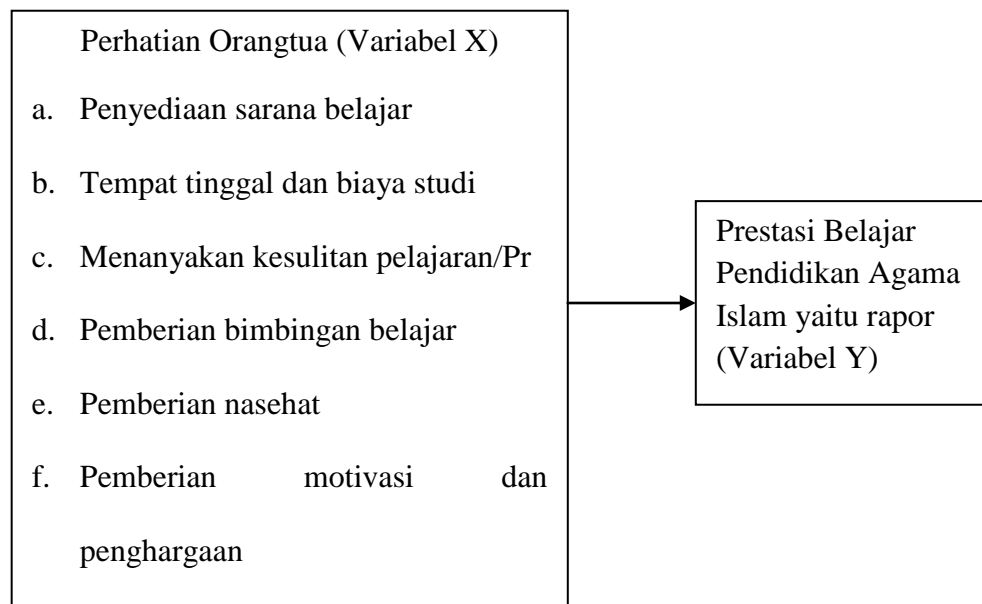 Perhatian Orangtua (Variabel X)
a. Penyediaan sarana belajar
b. Tempat tinggal dan biaya studi
c. Menanyakan kesulitan pelajaran/Pr
d. Pemberian bimbingan belajar
e. Pemberian nasehat
f. Pemberian motivasi dan
penghargaan
Prestasi Belajar
Pendidikan Agama
Islam yaitu rapor
(Variabel Y)